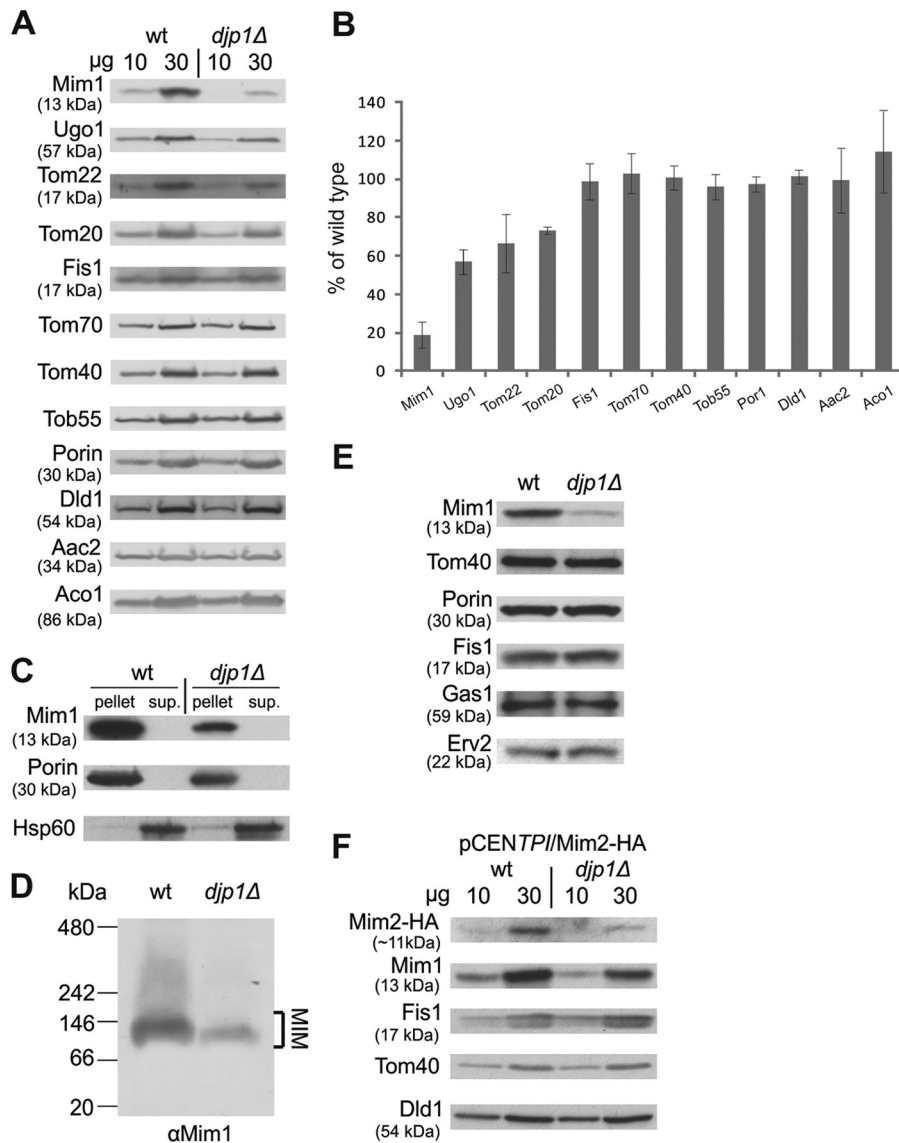 A
wt djp1Δ
µg 10 30 10 30
Mim1
(13 kDa)
Ugo1
(57 kDa)
Tom22
(17 kDa)
Tom20
Fis1
(17 kDa)
Tom70
Tom40
Tob55
Porin
(30 kDa)
Dld1
(54 kDa)
Aac2
(34 kDa)
Aco1
(86 kDa)
B
% of wild type
140
120
100
80
60
40
20
0
Mim1 Ugo1 Tom22 Tom20 Fis1 Tom70 Tom40 Tob55 Por1 Dld1 Aac2 Aco1
C
wt djp1Δ
pellet sup. pellet sup.
Mim1
(13 kDa)
Porin
(30 kDa)
Hsp60
D
kDa wt djp1Δ
480
242
146
66
20
MIM
αMim1
E
wt djp1Δ
Mim1
(13 kDa)
Tom40
Porin
(30 kDa)
Fis1
(17 kDa)
Gas1
(59 kDa)
Erv2
(22 kDa)
F
pCENTPI/Mim2-HA
wt djp1Δ
µg 10 30 10 30
Mim2-HA
(~11kDa)
Mim1
(13 kDa)
Fis1
(17 kDa)
Tom40
Dld1
(54 kDa)